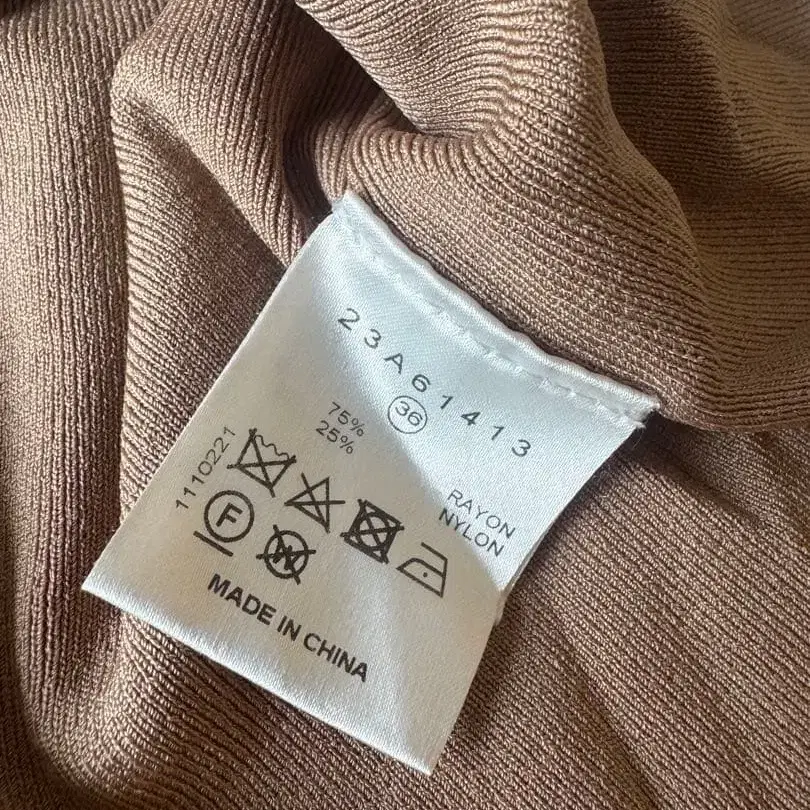 23A61413
36
75% RAYON
25% NYLON
1110221
F
W
MADE IN CHINA